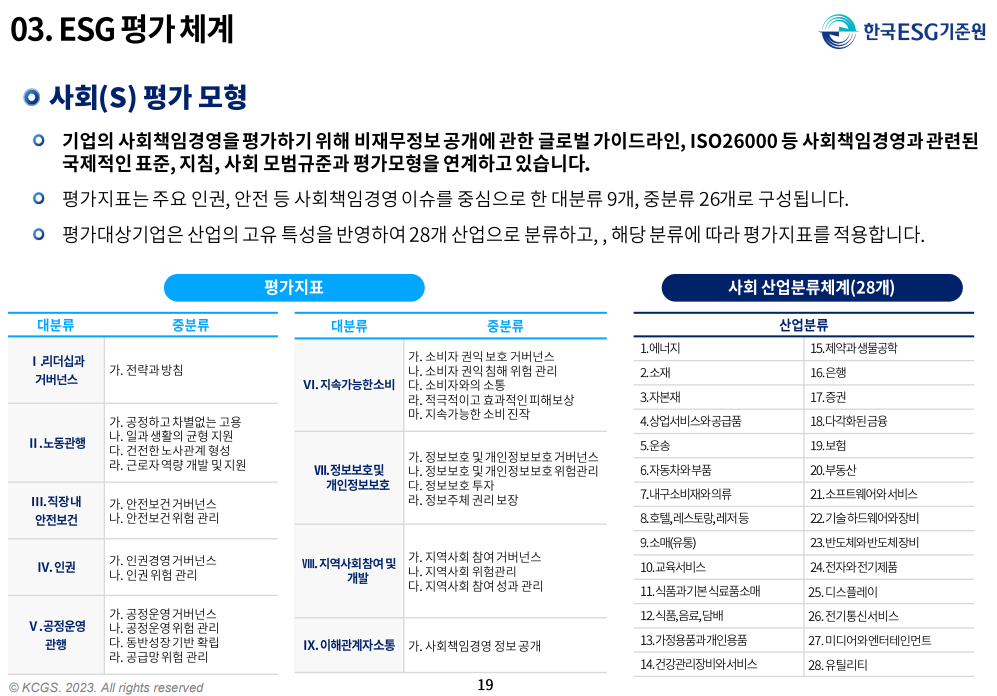 03. ESG 평가 체계
한국ESG기준원
사회(S) 평가 모형
기업의 사회책임경영을 평가하기 위해 비재무정보 공개에 관한 글로벌 가이드라인, ISO26000 등 사회책임경영과 관련된
국제적인 표준, 지침, 사회 모범규준과 평가모형을 연계하고 있습니다.
평가지표는 주요 인권, 안전 등 사회책임경영 이슈를 중심으로 한 대분류 9개, 중분류 26개로 구성됩니다.
평가대상기업은 산업의 고유 특성을 반영하여 28개 산업으로 분류하고, , 해당 분류에 따라 평가지표를 적용합니다.
평가지표
대분류 중분류
Ⅰ.리더십과
거버넌스
가. 전략과 방침
Ⅱ.노동관행
가. 공정하고 차별없는 고용
나. 일과 생활의 균형 지원
다. 건전한 노사관계 형성
라. 근로자 역량 개발 및 지원
Ⅲ.직장 내
안전보건
가. 안전보건 거버넌스
나. 안전보건 위험 관리
Ⅳ. 인권
가. 인권경영 거버넌스
나. 인권 위험 관리
Ⅴ.공정운영
관행
가. 공정운영 거버넌스
나. 공정운영 위험 관리
다. 동반성장 기반 확립
라. 공급망 위험 관리
대분류 중분류
Ⅵ. 지속가능한 소비
가. 소비자 권익 보호 거버넌스
나. 소비자 권익 침해 위험 관리
다. 소비자와의 소통
라. 적극적이고 효과적인 피해보상
마. 지속가능한 소비 진작
Ⅶ.정보보호 및
개인정보보호
가. 정보보호 및 개인정보보호 거버넌스
나. 정보보호 및 개인정보보호 위험관리
다. 정보보호 투자
라. 정보주체 권리 보장
Ⅷ. 지역사회 참여 및
개발
가. 지역사회 참여 거버넌스
나. 지역사회 위험관리
다. 지역사회 참여 성과 관리
Ⅸ. 이해관계자 소통
가. 사회책임경영 정보 공개
사회 산업분류체계(28개)
산업분류
1.에너지 15.제약과 생물공학
2.소재 16.은행
3.자본재 17.증권
4.상업서비스와 공급품 18.다각화된 금융
5.운송 19.보험
6.자동차와 부품 20.부동산
7.내구소비재와 의류 21.소프트웨어와 서비스
8.호텔, 레스토랑, 레저 등 22.기술 하드웨어와 장비
9.소매(유통) 23.반도체와 반도체 장비
10.교육서비스 24.전자와 전기제품
11.식품과 기본 식료품 소매 25. 디스플레이
12.식품, 음료, 담배 26. 전기통신서비스
13.가정용품과 개인용품 27. 미디어와 엔터테인먼트
14.건강관리 장비와 서비스 28. 유틸리티
© KCGS. 2023. All rights reserved
19